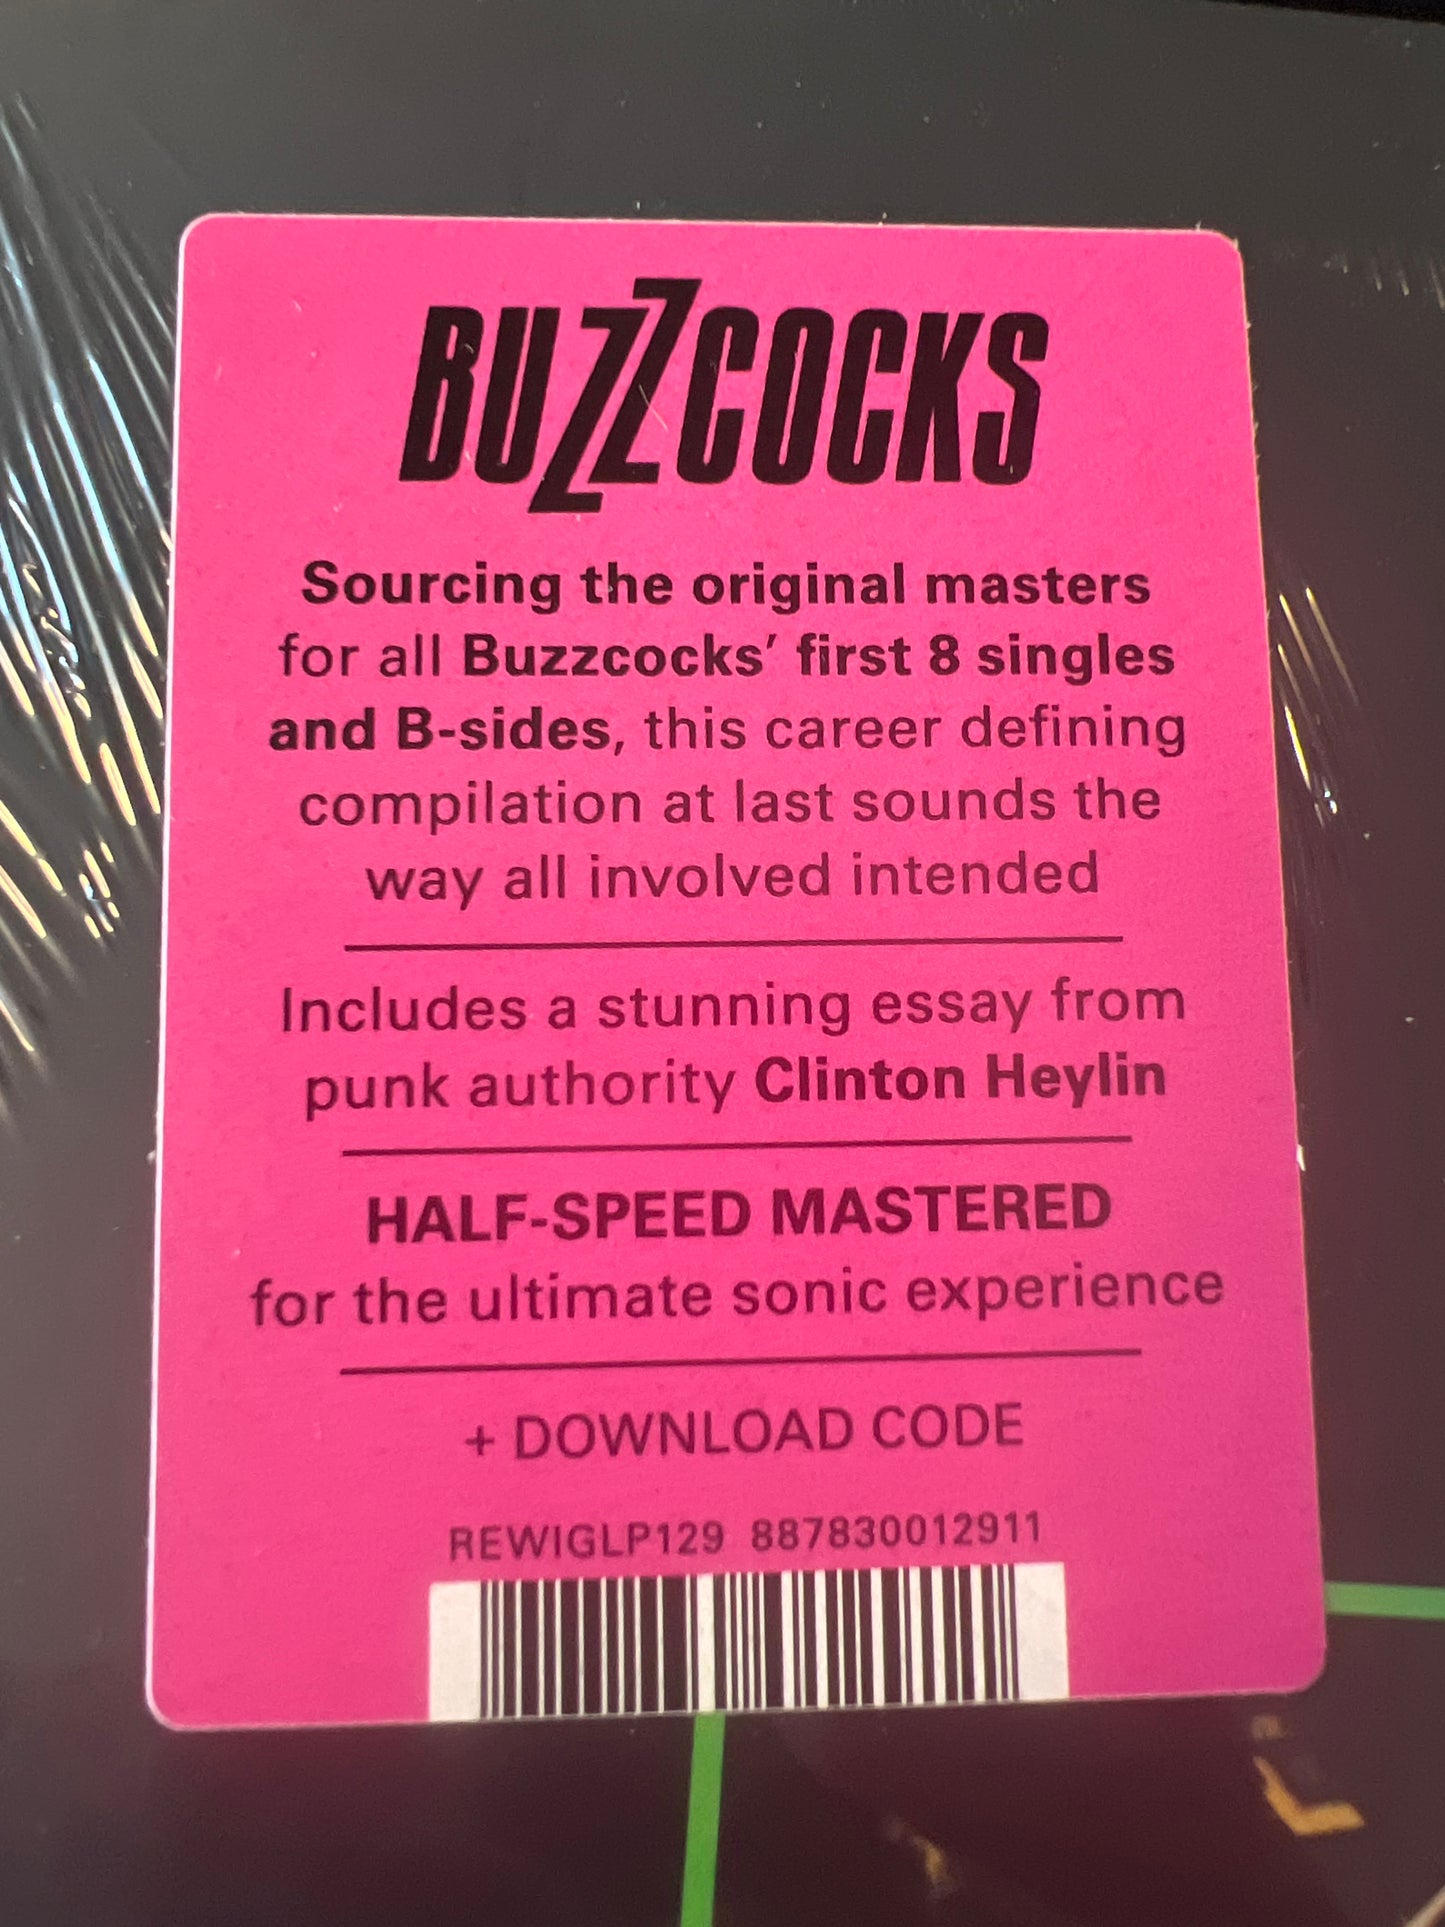 BUZZCOCKS
Sourcing the original masters
for all Buzzcocks’ first 8 singles
and B-sides, this career defining
compilation at last sounds the
way all involved intended
Includes a stunning essay from
punk authority Clinton Heylin
HALF-SPEED MASTERED
for the ultimate sonic experience
+ DOWNLOAD CODE
REWIGLP129 887830012911